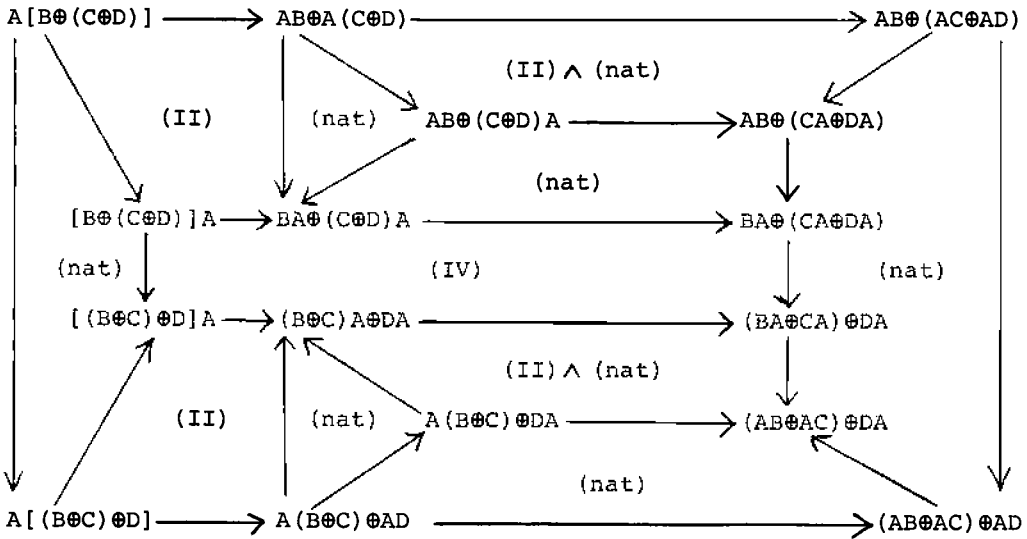 A[B⊕(C⊕D)] AB⊕A(C⊕D) AB⊕(AC⊕AD)
(II)∧(nat)
(II) (nat) AB⊕(C⊕D)A AB⊕(CA⊕DA)
(nat)
[B⊕(C⊕D)]A BA⊕(C⊕D)A BA⊕(CA⊕DA)
(nat) (IV) (nat)
[(B⊕C)⊕D]A (B⊕C)A⊕DA (BA⊕CA)⊕DA
(II)∧(nat)
(II) (nat) A(B⊕C)⊕DA (AB⊕AC)⊕DA
(nat)
A[(B⊕C)⊕D] A(B⊕C)⊕AD (AB⊕AC)⊕AD